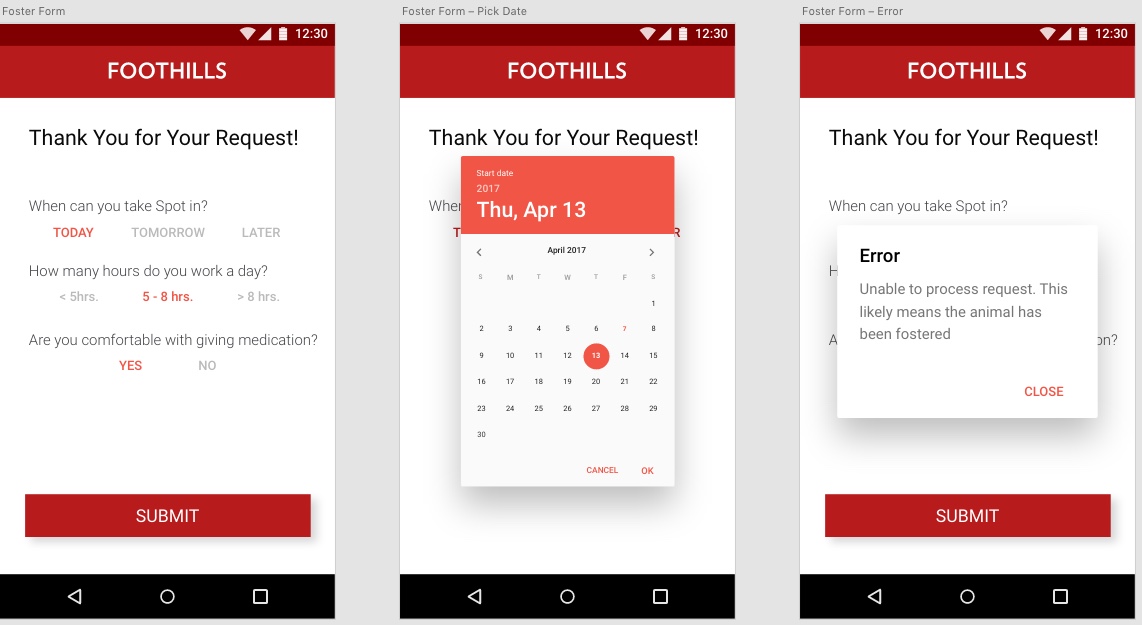 Foster Form
12:30
FOOTHILLS
Thank You for Your Request!
When can you take Spot in?
TODAY TOMORROW LATER
How many hours do you work a day?
< 5hrs. 5 - 8 hrs. > 8 hrs.
Are you comfortable with giving medication?
YES NO
SUBMIT
Foster Form – Pick Date
12:30
FOOTHILLS
Thank You for Your Request!
When
T R
Start date
2017
Thu, Apr 13
April 2017
S M T W T F S
1
2 3 4 5 6 7 8
9 10 11 12 13 14 15
16 17 18 19 20 21 22
23 24 25 26 27 28 29
30
CANCEL OK
Foster Form – Error
12:30
FOOTHILLS
Thank You for Your Request!
When can you take Spot in?
H
A on?
Error
Unable to process request. This
likely means the animal has
been fostered
CLOSE
SUBMIT